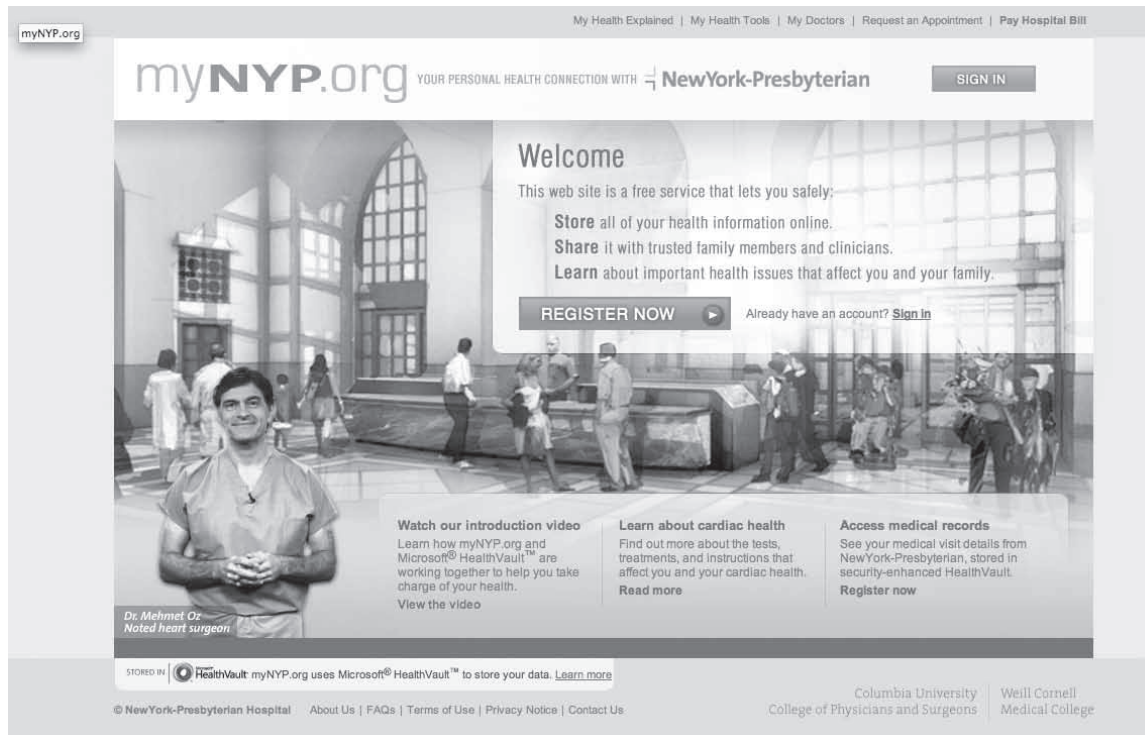 My Health Explained | My Health Tools | My Doctors | Request an Appointment | Pay Hospital Bill
myNYP.org
myNYP.org YOUR PERSONAL HEALTH CONNECTION WITH NewYork-Presbyterian SIGN IN
Welcome
This web site is a free service that lets you safely:
Store all of your health information online.
Share it with trusted family members and clinicians.
Learn about important health issues that affect you and your family.
REGISTER NOW Already have an account? Sign in
Watch our introduction video
Learn how myNYP.org and
Microsoft® HealthVault™ are
working together to help you take
charge of your health.
View the video
Learn about cardiac health
Find out more about the tests,
treatments, and instructions that
affect you and your cardiac health.
Read more
Access medical records
See your medical visit details from
NewYork-Presbyterian, stored in
security-enhanced HealthVault.
Register now
Dr. Mehmet Oz
Noted heart surgeon
STORED IN HealthVault myNYP.org uses Microsoft® HealthVault™ to store your data. Learn more
© NewYork-Presbyterian Hospital About Us | FAQs | Terms of Use | Privacy Notice | Contact Us
Columbia University
College of Physicians and Surgeons
Weill Cornell
Medical College